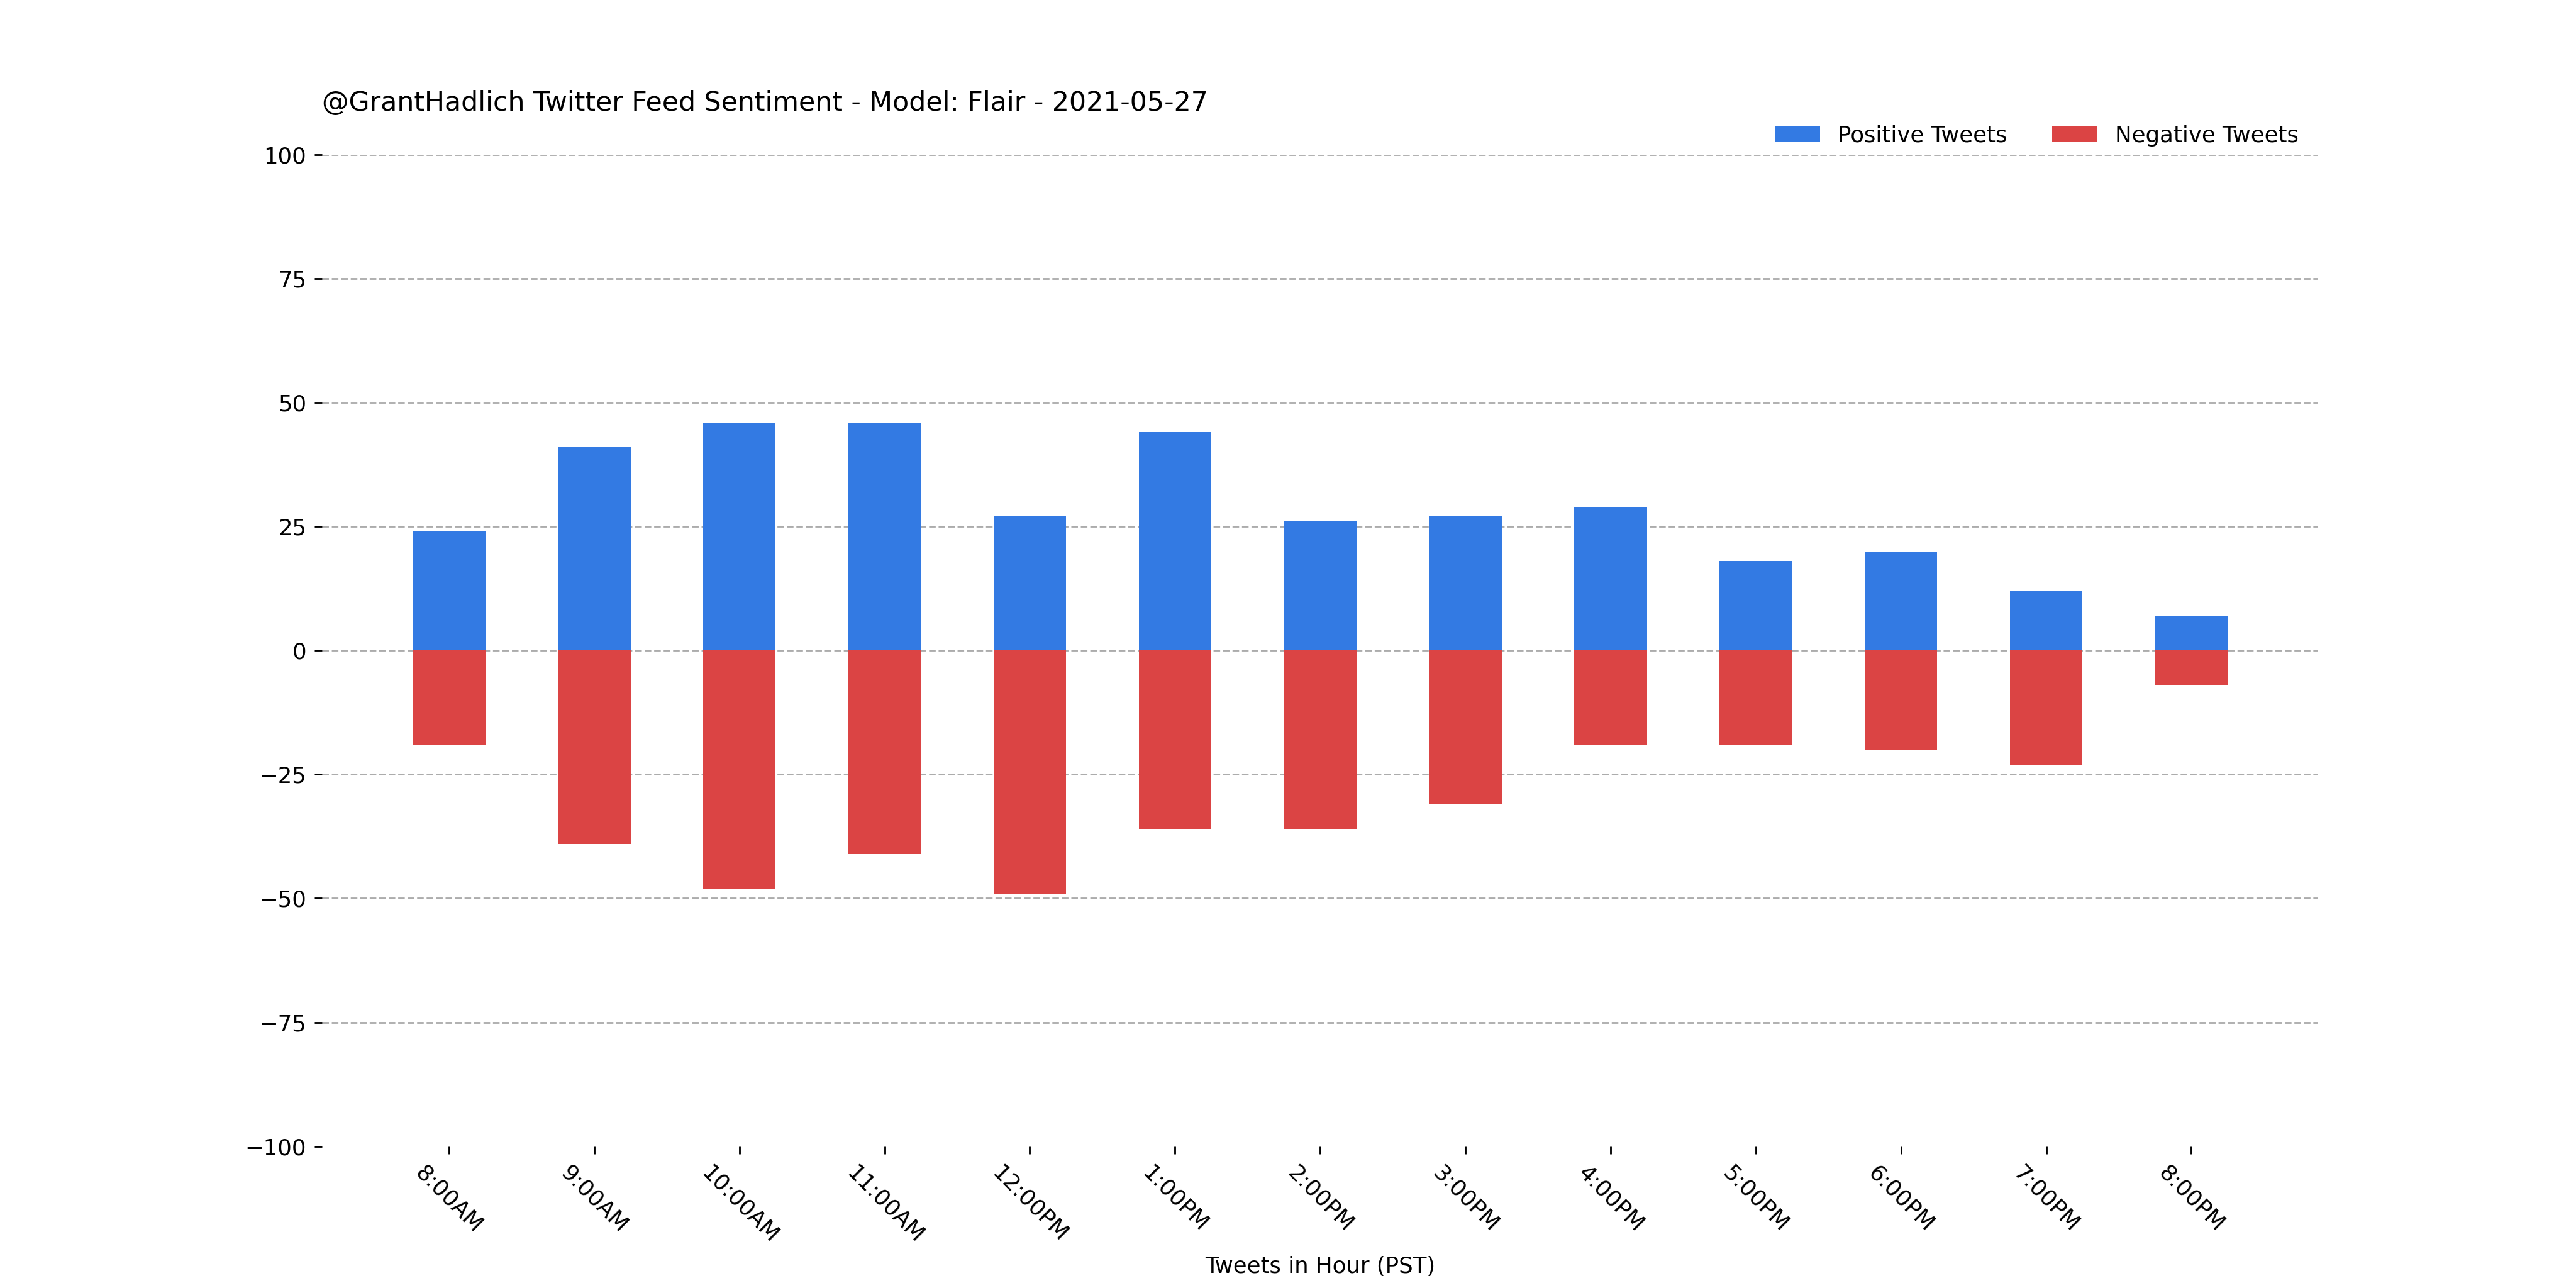 @GrantHadlich Twitter Feed Sentiment - Model: Flair - 2021-05-27
Positive Tweets
Negative Tweets
100
75
50
25
0
−25
−50
−75
−100
8:00AM
9:00AM
10:00AM
11:00AM
12:00PM
1:00PM
2:00PM
3:00PM
4:00PM
5:00PM
6:00PM
7:00PM
8:00PM
Tweets in Hour (PST)